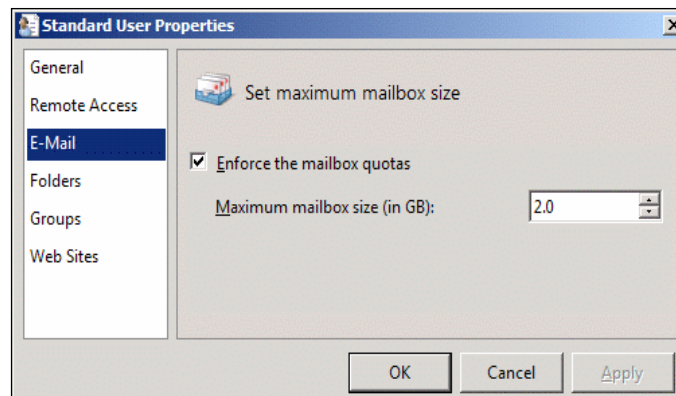 Standard User Properties
General
Remote Access
E-Mail
Folders
Groups
Web Sites
Set maximum mailbox size
Enforce the mailbox quotas
Maximum mailbox size (in GB): 2.0
OK Cancel Apply